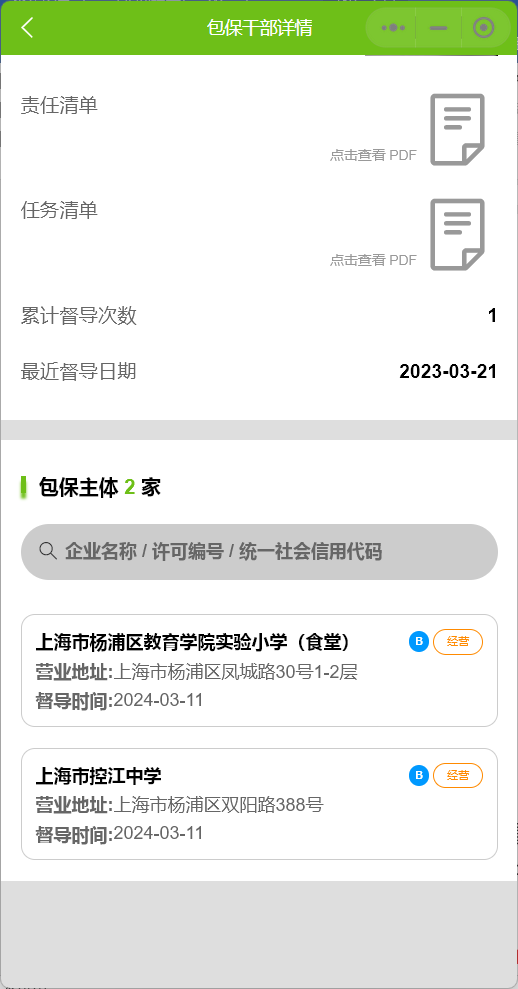 包保干部详情
责任清单
点击查看 PDF
任务清单
点击查看 PDF
累计督导次数 1
最近督导日期 2023-03-21
包保主体 2 家
企业名称 / 许可编号 / 统一社会信用代码
上海市杨浦区教育学院实验小学（食堂） B 经营
营业地址:上海市杨浦区凤城路30号1-2层
督导时间:2024-03-11
上海市控江中学 B 经营
营业地址:上海市杨浦区双阳路388号
督导时间:2024-03-11